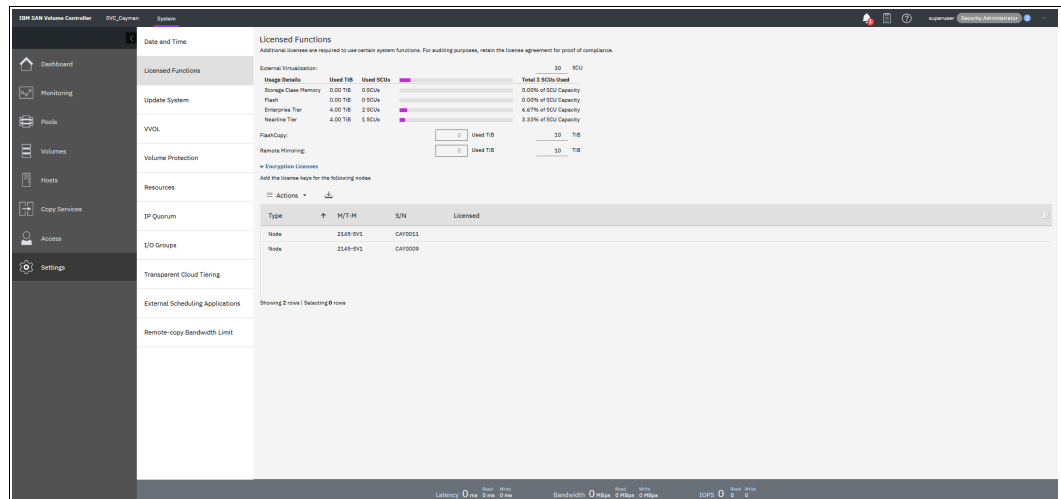 IBM SAN Volume Controller SVC_Cayman System
superuser Security Administrator
Dashboard
Monitoring
Pools
Volumes
Hosts
Copy Services
Access
Settings
Date and Time
Licensed Functions
Update System
VVOL
Volume Protection
Resources
IP Quorum
I/O Groups
Transparent Cloud Tiering
External Scheduling Applications
Remote-copy Bandwidth Limit
Licensed Functions
Additional licenses are required to use certain system functions. For auditing purposes, retain the license agreement for proof of compliance.
External Virtualization: 30 SCU
Usage Details Used TiB Used SCUs Total 3 SCUs Used
Storage Class Memory 0.00 TiB 0 SCUs 0.00% of SCU Capacity
Flash 0.00 TiB 0 SCUs 0.00% of SCU Capacity
Enterprise Tier 4.00 TiB 2 SCUs 6.67% of SCU Capacity
Nearline Tier 4.00 TiB 1 SCUs 3.33% of SCU Capacity
FlashCopy: 0 Used TiB 10 TiB
Remote Mirroring: 0 Used TiB 10 TiB
Encryption Licenses
Add the license keys for the following nodes
Actions
Type M/T-M S/N Licensed
Node 2145-SV1 CAY0011
Node 2145-SV1 CAY0009
Showing 2 rows | Selecting 0 rows
Latency 0 ms Read 0 ms Write 0 ms Bandwidth 0 MBps Read 0 MBps Write 0 MBps IOPS 0 Read 0 Write 0